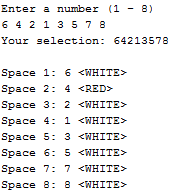 Enter a number (1 - 8)
6 4 2 1 3 5 7 8
Your selection: 64213578
Space 1: 6 <WHITE>
Space 2: 4 <RED>
Space 3: 2 <WHITE>
Space 4: 1 <WHITE>
Space 5: 3 <WHITE>
Space 6: 5 <WHITE>
Space 7: 7 <WHITE>
Space 8: 8 <WHITE>